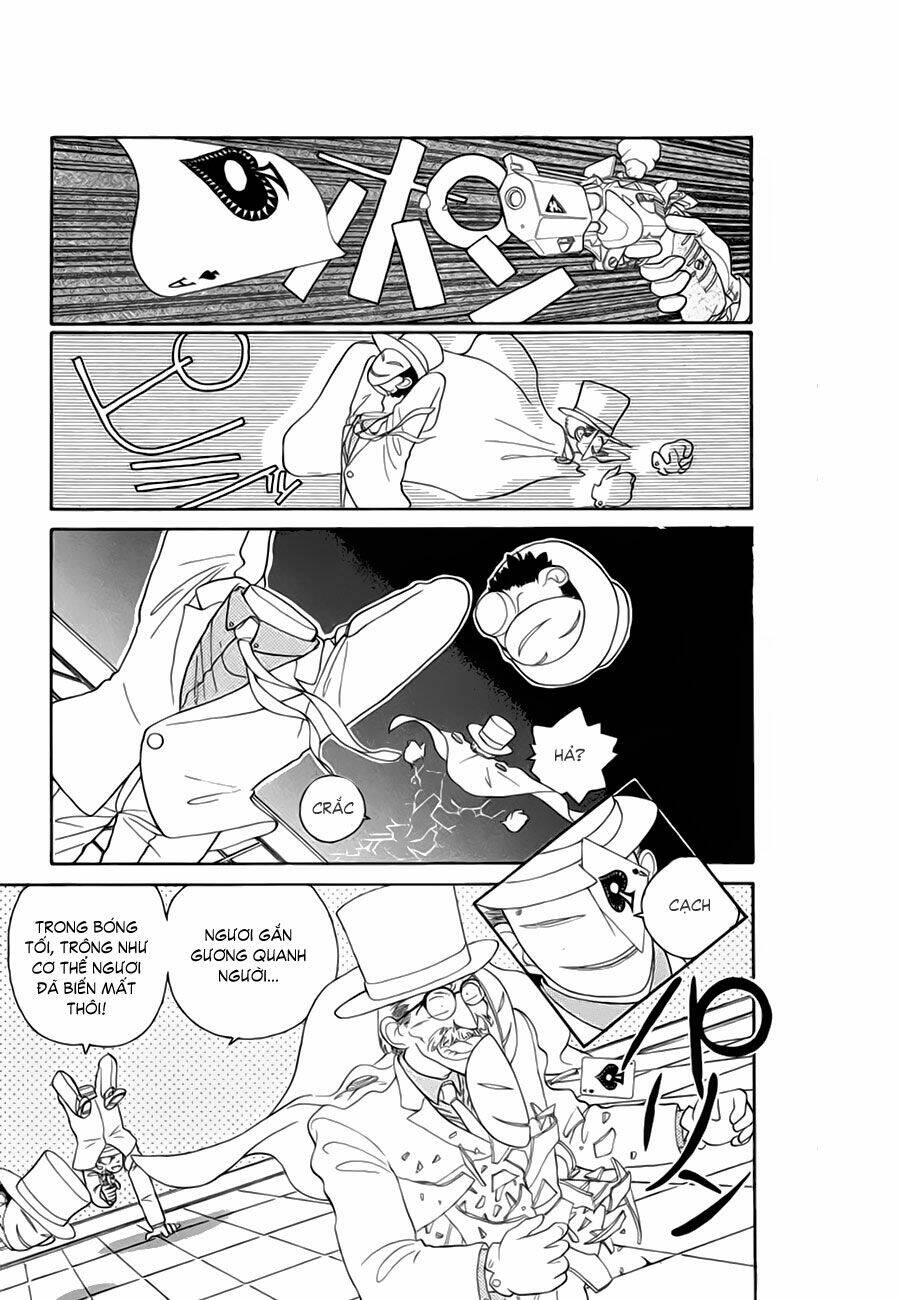 HẢ?
CRẮC
CẠCH
NGƯƠI GẮN
GƯƠNG QUANH
NGƯỜI...
TRONG BÓNG
TỐI, TRÔNG NHƯ
CƠ THỂ NGƯƠI
ĐÃ BIẾN MẤT
THÔI!
A